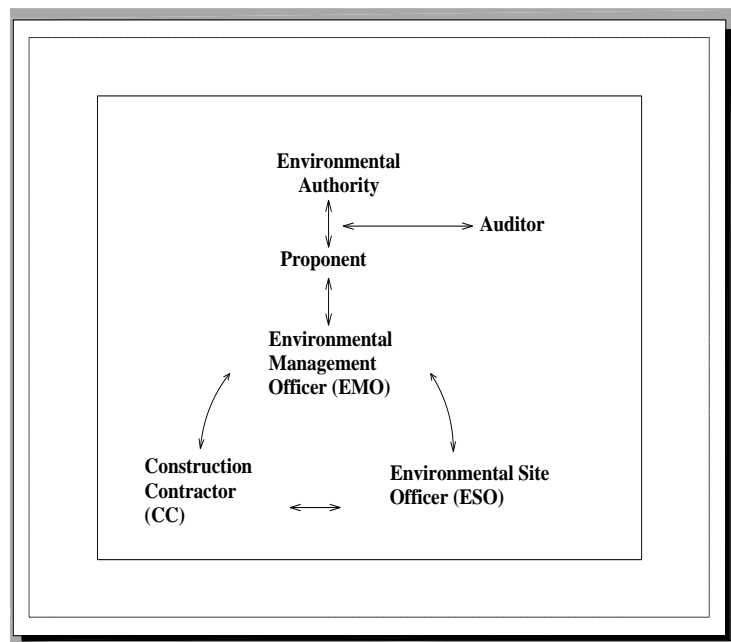 Environmental
Authority
Auditor
Proponent
Environmental
Management
Officer (EMO)
Construction
Contractor
(CC)
Environmental Site
Officer (ESO)